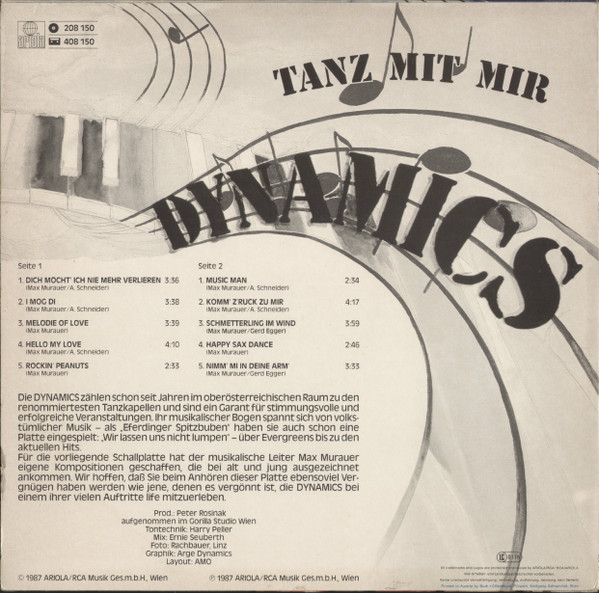 ARIOLA
208 150
408 150
TANZ MIT MIR
DYNAMICS
Seite 1
1. DICH MÖCHT' ICH NIE MEHR VERLIEREN 3:36
(Max Murauer/A. Schneider)
2. I MOG DI 3:38
(Max Murauer/A. Schneider)
3. MELODIE OF LOVE 3:39
(Max Murauer)
4. HELLO MY LOVE 4:10
(Max Murauer/A. Schneider)
5. ROCKIN' PEANUTS 2:33
(Max Murauer)
Seite 2
1. MUSIC MAN 2:34
(Max Murauer/A. Schneider)
2. KOMM' Z'RUCK ZU MIR 4:17
(Max Murauer/A. Schneider)
3. SCHMETTERLING IM WIND 3:59
(Max Murauer/Gerd Egger)
4. HAPPY SAX DANCE 2:46
(Max Murauer)
5. NIMM' MI IN DEINE ARM' 3:33
(Max Murauer/Gerd Egger)
Die DYNAMICS zählen schon seit Jahren im oberösterreichischen Raum zu den
renommiertesten Tanzkapellen und sind ein Garant für stimmungsvolle und
erfolgreiche Veranstaltungen. Ihr musikalischer Bogen spannt sich von volks-
tümlicher Musik – als ‚Eferdinger Spitzbuben' haben sie auch schon eine
Platte eingespielt: ‚Wir lassen uns nicht lumpen' – über Evergreens bis zu den
aktuellen Hits.
Für die vorliegende Schallplatte hat der musikalische Leiter Max Murauer
eigene Kompositionen geschaffen, die bei alt und jung ausgezeichnet
ankommen. Wir hoffen, daß Sie beim Anhören dieser Platte ebensoviel Ver-
gnügen haben werden wie jene, denen es vergönnt ist, die DYNAMICS bei
einem ihrer vielen Auftritte life mitzuerleben.
Prod.: Peter Rosinak
aufgenommen im Gorilla Studio Wien
Tontechnik: Harry Peller
Mix: Ernie Seuberth
Foto: Rachbauer, Linz
Graphik: Arge Dynamics
Layout: AMO
© 1987 ARIOLA/RCA Musik Ges.m.b.H., Wien ℗ 1987 ARIOLA/RCA Musik Ges.m.b.H., Wien